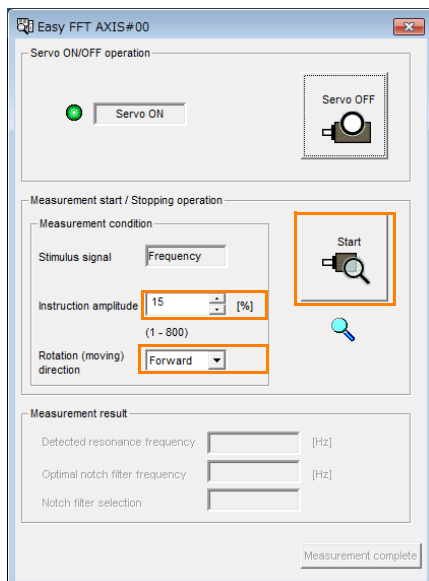 Easy FFT AXIS#00
Servo ON/OFF operation
Servo ON
Servo OFF
Measurement start / Stopping operation
Measurement condition
Stimulus signal
Frequency
Start
Instruction amplitude
15
[%]
(1 - 800)
Rotation (moving)
direction
Forward
Measurement result
Detected resonance frequency
[Hz]
Optimal notch filter frequency
[Hz]
Notch filter selection
Measurement complete